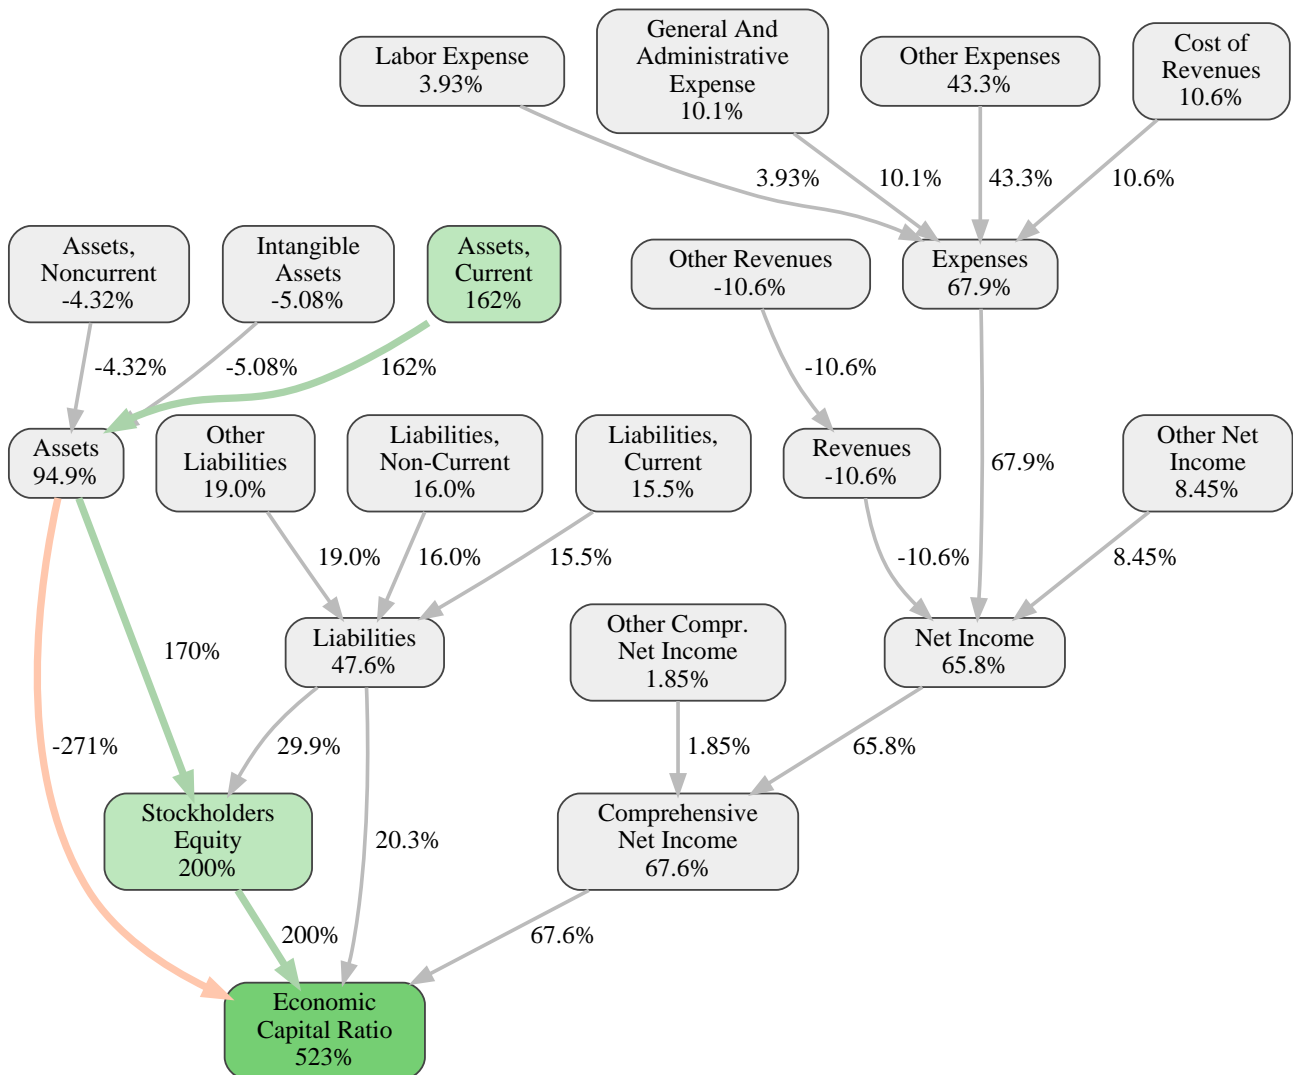 Labor Expense
3.93%
General And
Administrative
Expense
10.1%
Other Expenses
43.3%
Cost of
Revenues
10.6%
3.93%
10.1%
43.3%
10.6%
Assets,
Noncurrent
-4.32%
Intangible
Assets
-5.08%
Assets,
Current
162%
Other Revenues
-10.6%
Expenses
67.9%
-4.32%
-5.08%
162%
-10.6%
Assets
94.9%
Other
Liabilities
19.0%
Liabilities,
Non-Current
16.0%
Liabilities,
Current
15.5%
Revenues
-10.6%
67.9%
Other Net
Income
8.45%
19.0%
16.0%
15.5%
-10.6%
8.45%
170%
Liabilities
47.6%
Other Compr.
Net Income
1.85%
Net Income
65.8%
-271%
29.9%
1.85%
65.8%
Stockholders
Equity
200%
20.3%
Comprehensive
Net Income
67.6%
200%
67.6%
Economic
Capital Ratio
523%